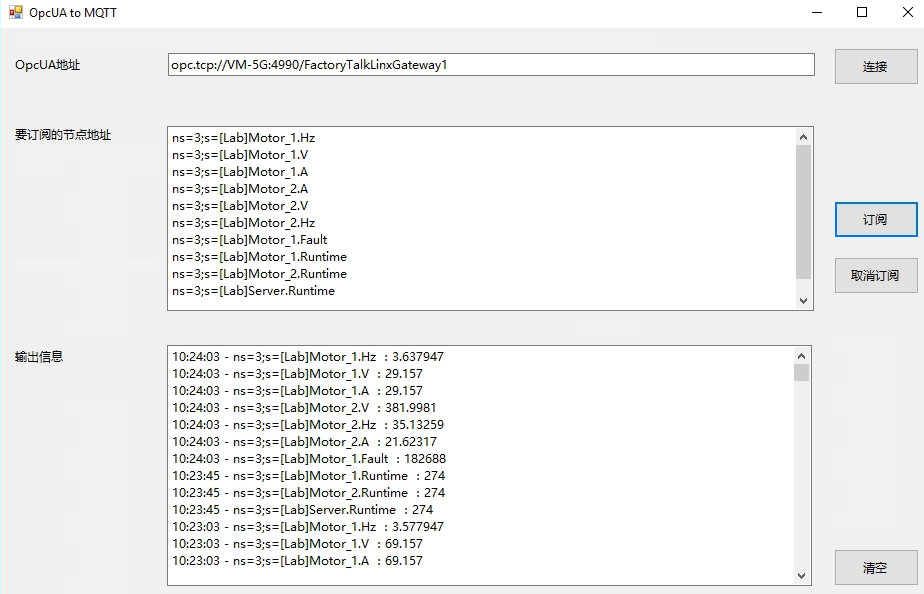 OpcUA to MQTT
OpcUA地址
opc.tcp://VM-5G:4990/FactoryTalkLinxGateway1
连接
要订阅的节点地址
ns=3;s=[Lab]Motor_1.Hz
ns=3;s=[Lab]Motor_1.V
ns=3;s=[Lab]Motor_1.A
ns=3;s=[Lab]Motor_2.A
ns=3;s=[Lab]Motor_2.V
ns=3;s=[Lab]Motor_2.Hz
ns=3;s=[Lab]Motor_1.Fault
ns=3;s=[Lab]Motor_1.Runtime
ns=3;s=[Lab]Motor_2.Runtime
ns=3;s=[Lab]Server.Runtime
订阅
取消订阅
输出信息
10:24:03 - ns=3;s=[Lab]Motor_1.Hz : 3.637947
10:24:03 - ns=3;s=[Lab]Motor_1.V : 29.157
10:24:03 - ns=3;s=[Lab]Motor_1.A : 29.157
10:24:03 - ns=3;s=[Lab]Motor_2.V : 381.9981
10:24:03 - ns=3;s=[Lab]Motor_2.Hz : 35.13259
10:24:03 - ns=3;s=[Lab]Motor_2.A : 21.62317
10:24:03 - ns=3;s=[Lab]Motor_1.Fault : 182688
10:23:45 - ns=3;s=[Lab]Motor_1.Runtime : 274
10:23:45 - ns=3;s=[Lab]Motor_2.Runtime : 274
10:23:45 - ns=3;s=[Lab]Server.Runtime : 274
10:23:03 - ns=3;s=[Lab]Motor_1.Hz : 3.577947
10:23:03 - ns=3;s=[Lab]Motor_1.V : 69.157
10:23:03 - ns=3;s=[Lab]Motor_1.A : 69.157
清空